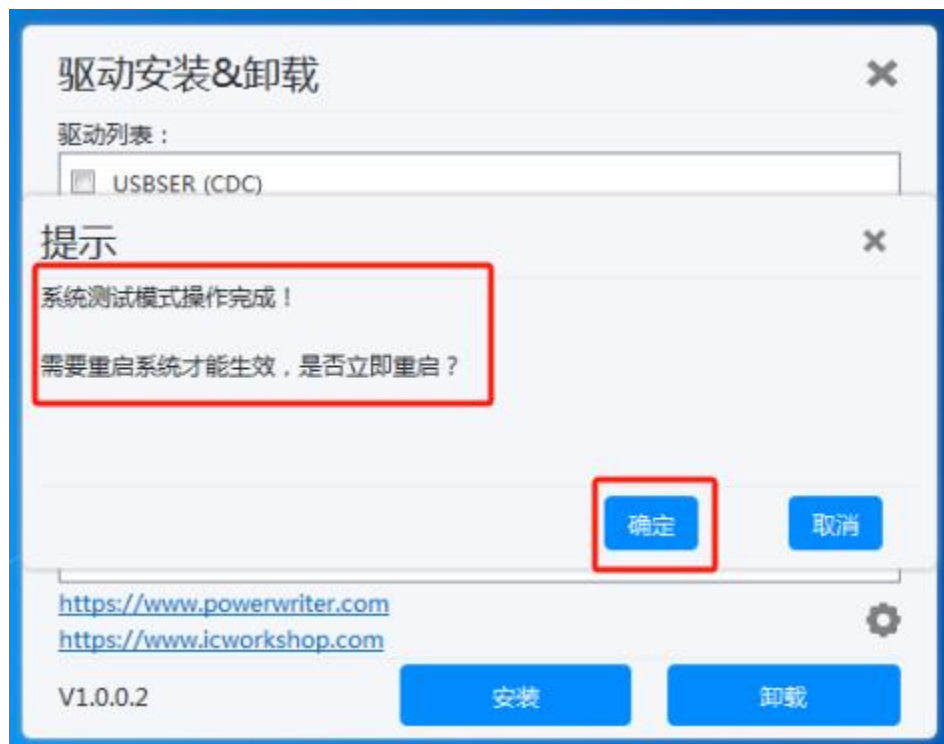 驱动安装&卸载
驱动列表：
USBSER (CDC)
提示
系统测试模式操作完成！
需要重启系统才能生效，是否立即重启？
确定
取消
https://www.powerwriter.com
https://www.icworkshop.com
V1.0.0.2
安装
卸载